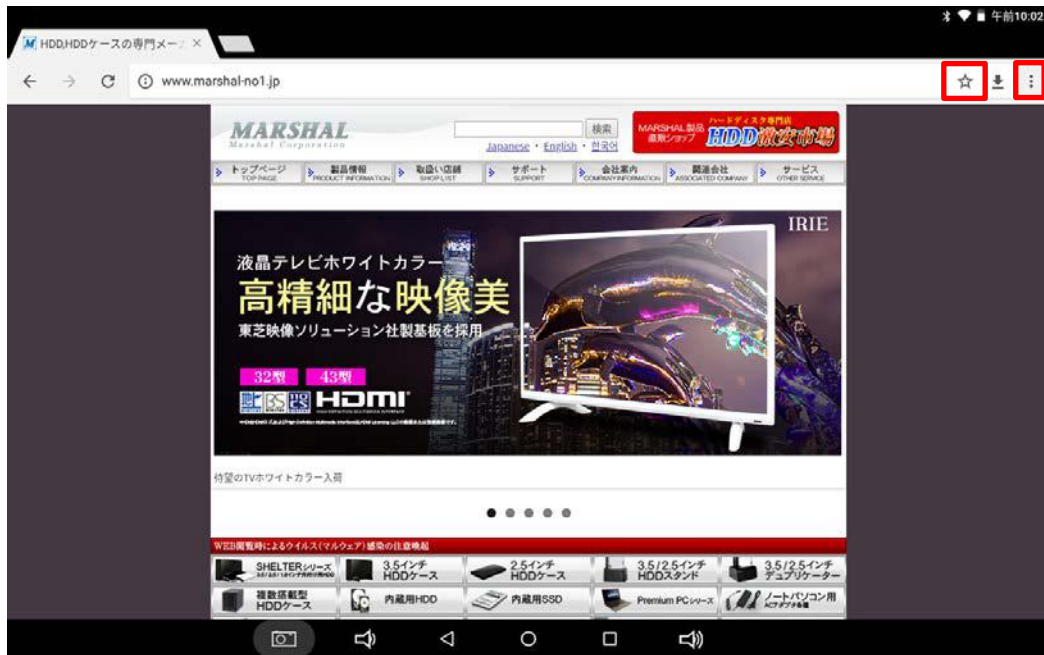 午前10:02
HDD,HDDケースの専門メー
www.marshal-no1.jp
MARSHAL
Marshal Corporation
検索
Japanese・English・한국어
MARSHAL製品
直販ショップ
ハードディスク専門店
HDD激安市場
トップページ
TOP PAGE
製品情報
PRODUCT INFORMATION
取扱い店舗
SHOP LIST
サポート
SUPPORT
会社案内
COMPANY INFORMATION
関連会社
ASSOCIATED COMPANY
サービス
OTHER SERVICE
IRIE
液晶テレビホワイトカラー
高精細な映像美
東芝映像ソリューション社製基板を採用
32型 43型
HDMI
待望のTVホワイトカラー入荷
WEB閲覧時によるウイルス(マルウェア)感染の注意喚起
SHELTERシリーズ
3.5インチ
HDDケース
2.5インチ
HDDケース
3.5/2.5インチ
HDDスタンド
3.5/2.5インチ
デュプリケーター
複数搭載型
HDDケース
内蔵用HDD
内蔵用SSD
Premium PCシリーズ
ノートパソコン用
ACアダプタ各種